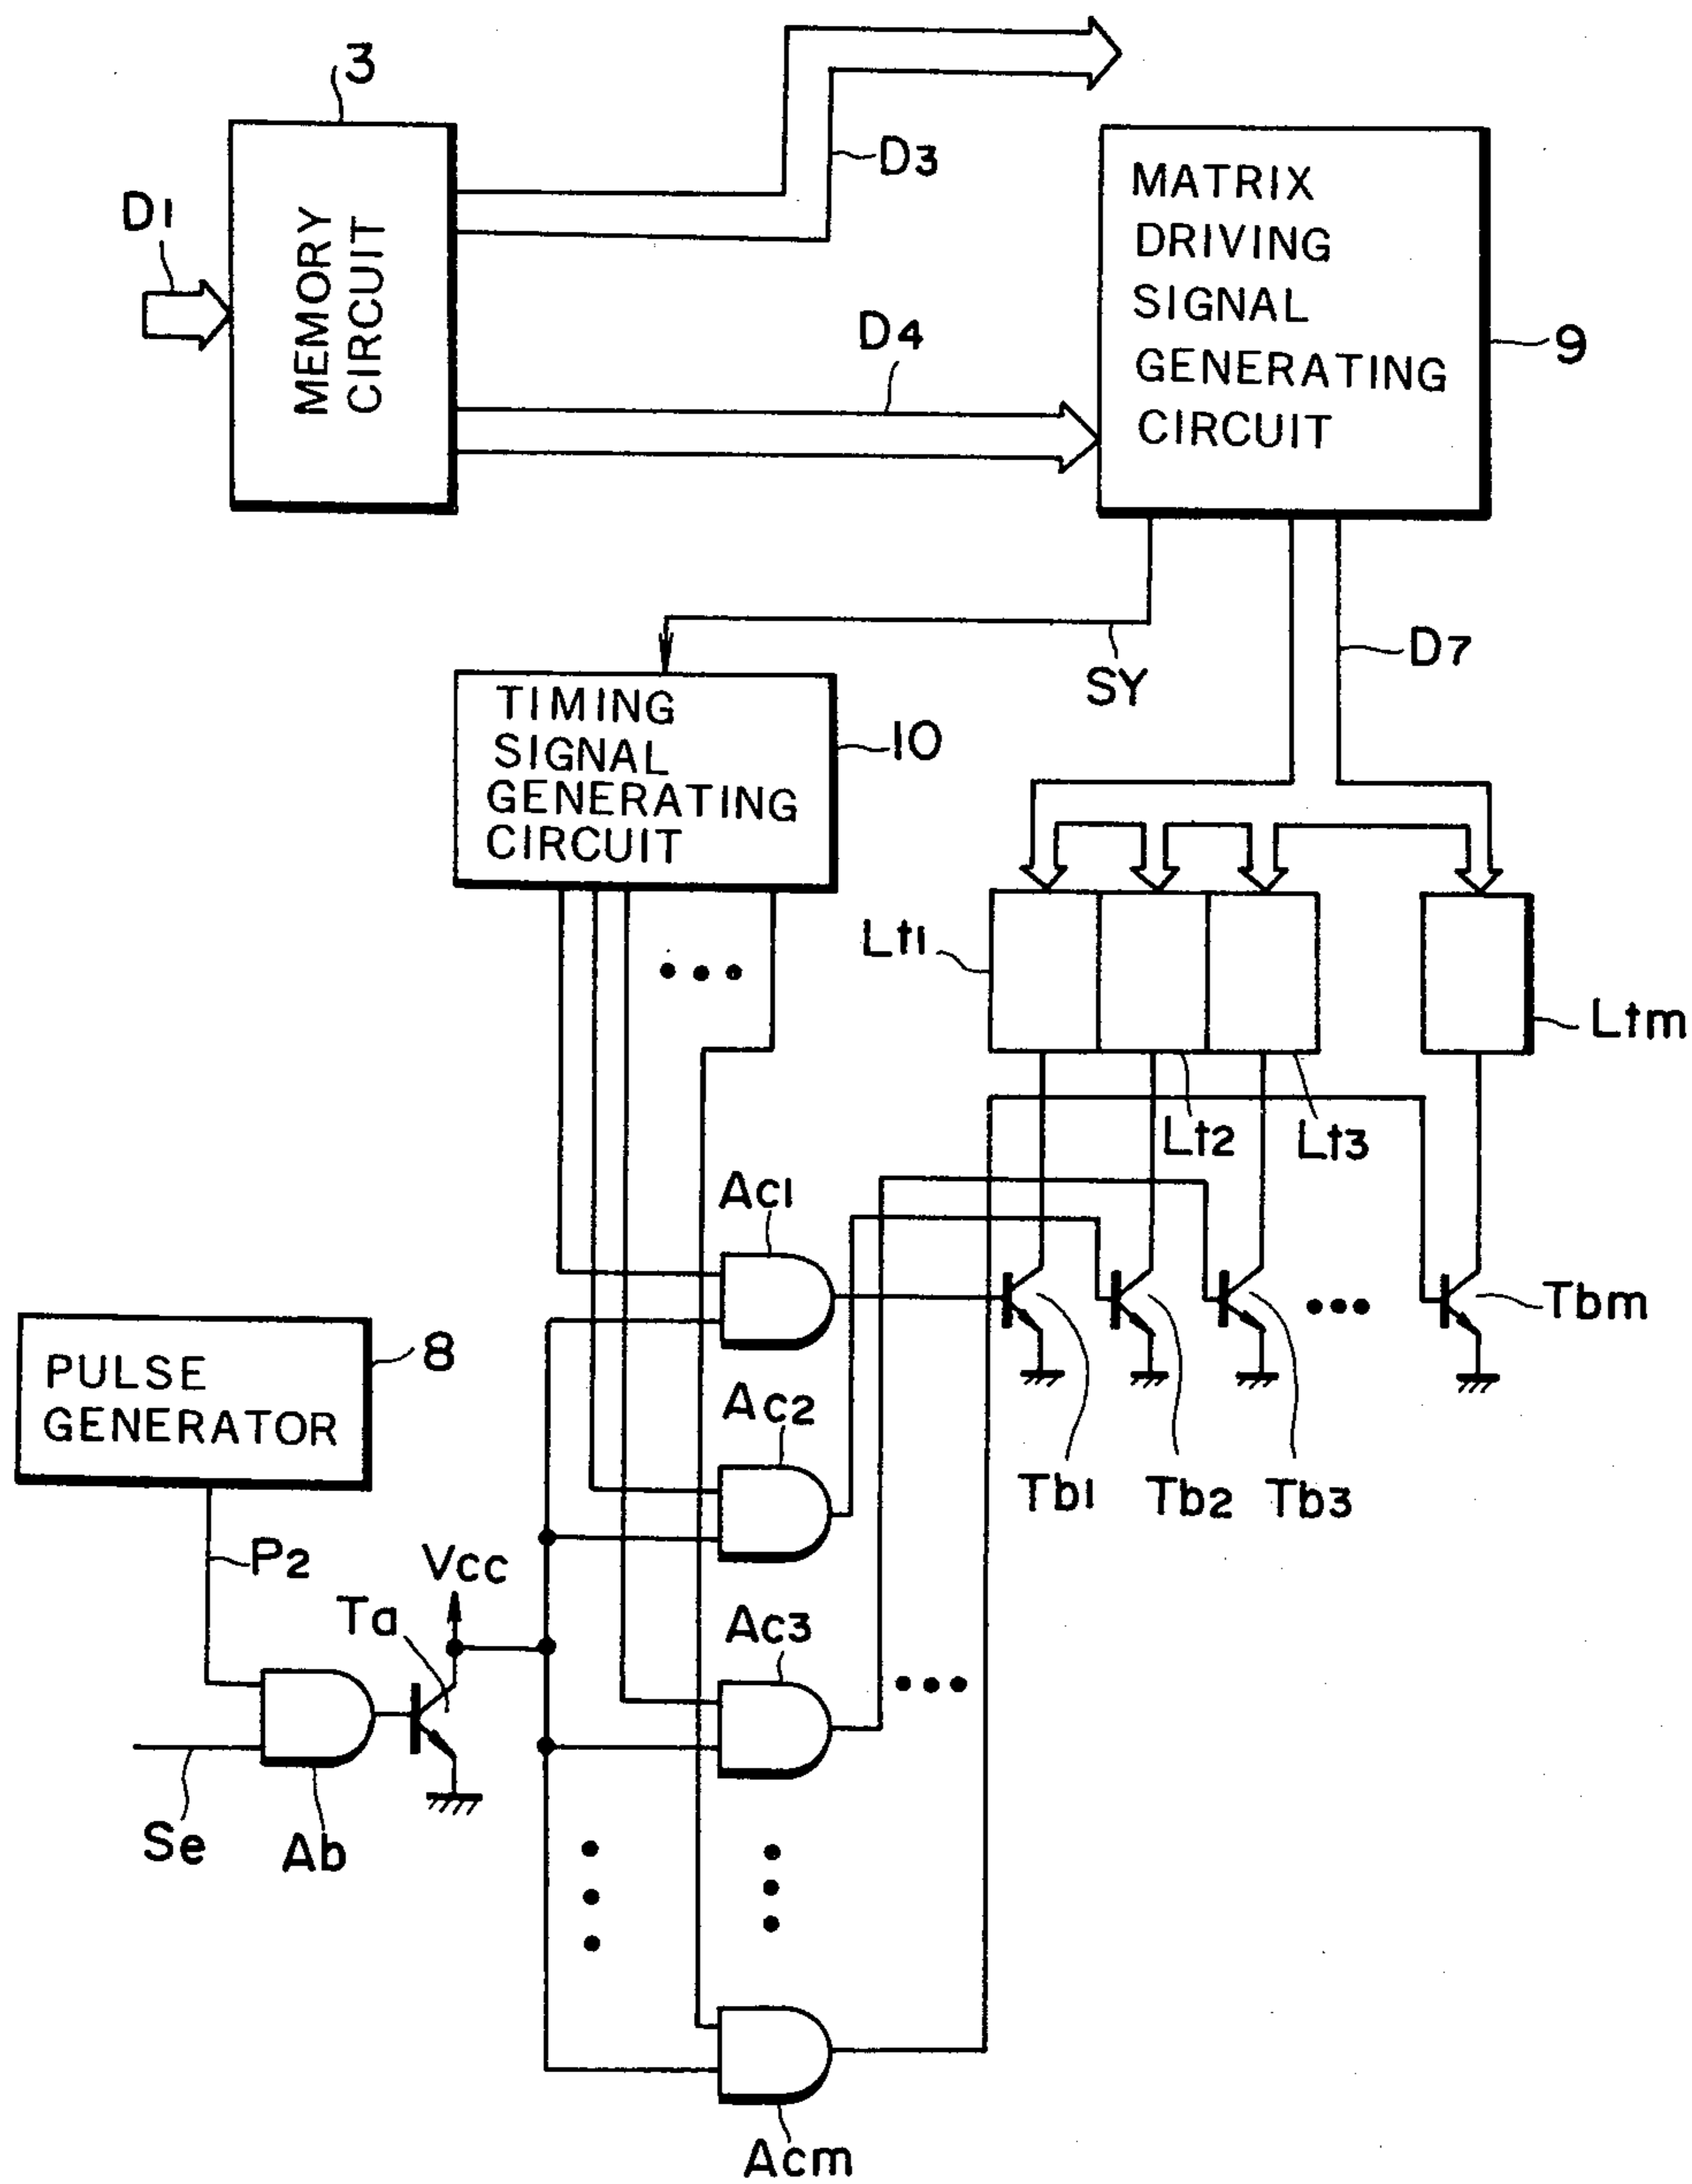 3
D3
D1
MEMORY
CIRCUIT
MATRIX
DRIVING
SIGNAL
GENERATING
CIRCUIT
9
D4
SY
D7
TIMING
SIGNAL
GENERATING
CIRCUIT
10
Lt1
Ltm
Lt2
Lt3
Ac1
Tbm
PULSE
GENERATOR
8
Ac2
Tb1
Tb2
Tb3
P2
Vcc
Ta
Ac3
Se
Ab
Acm